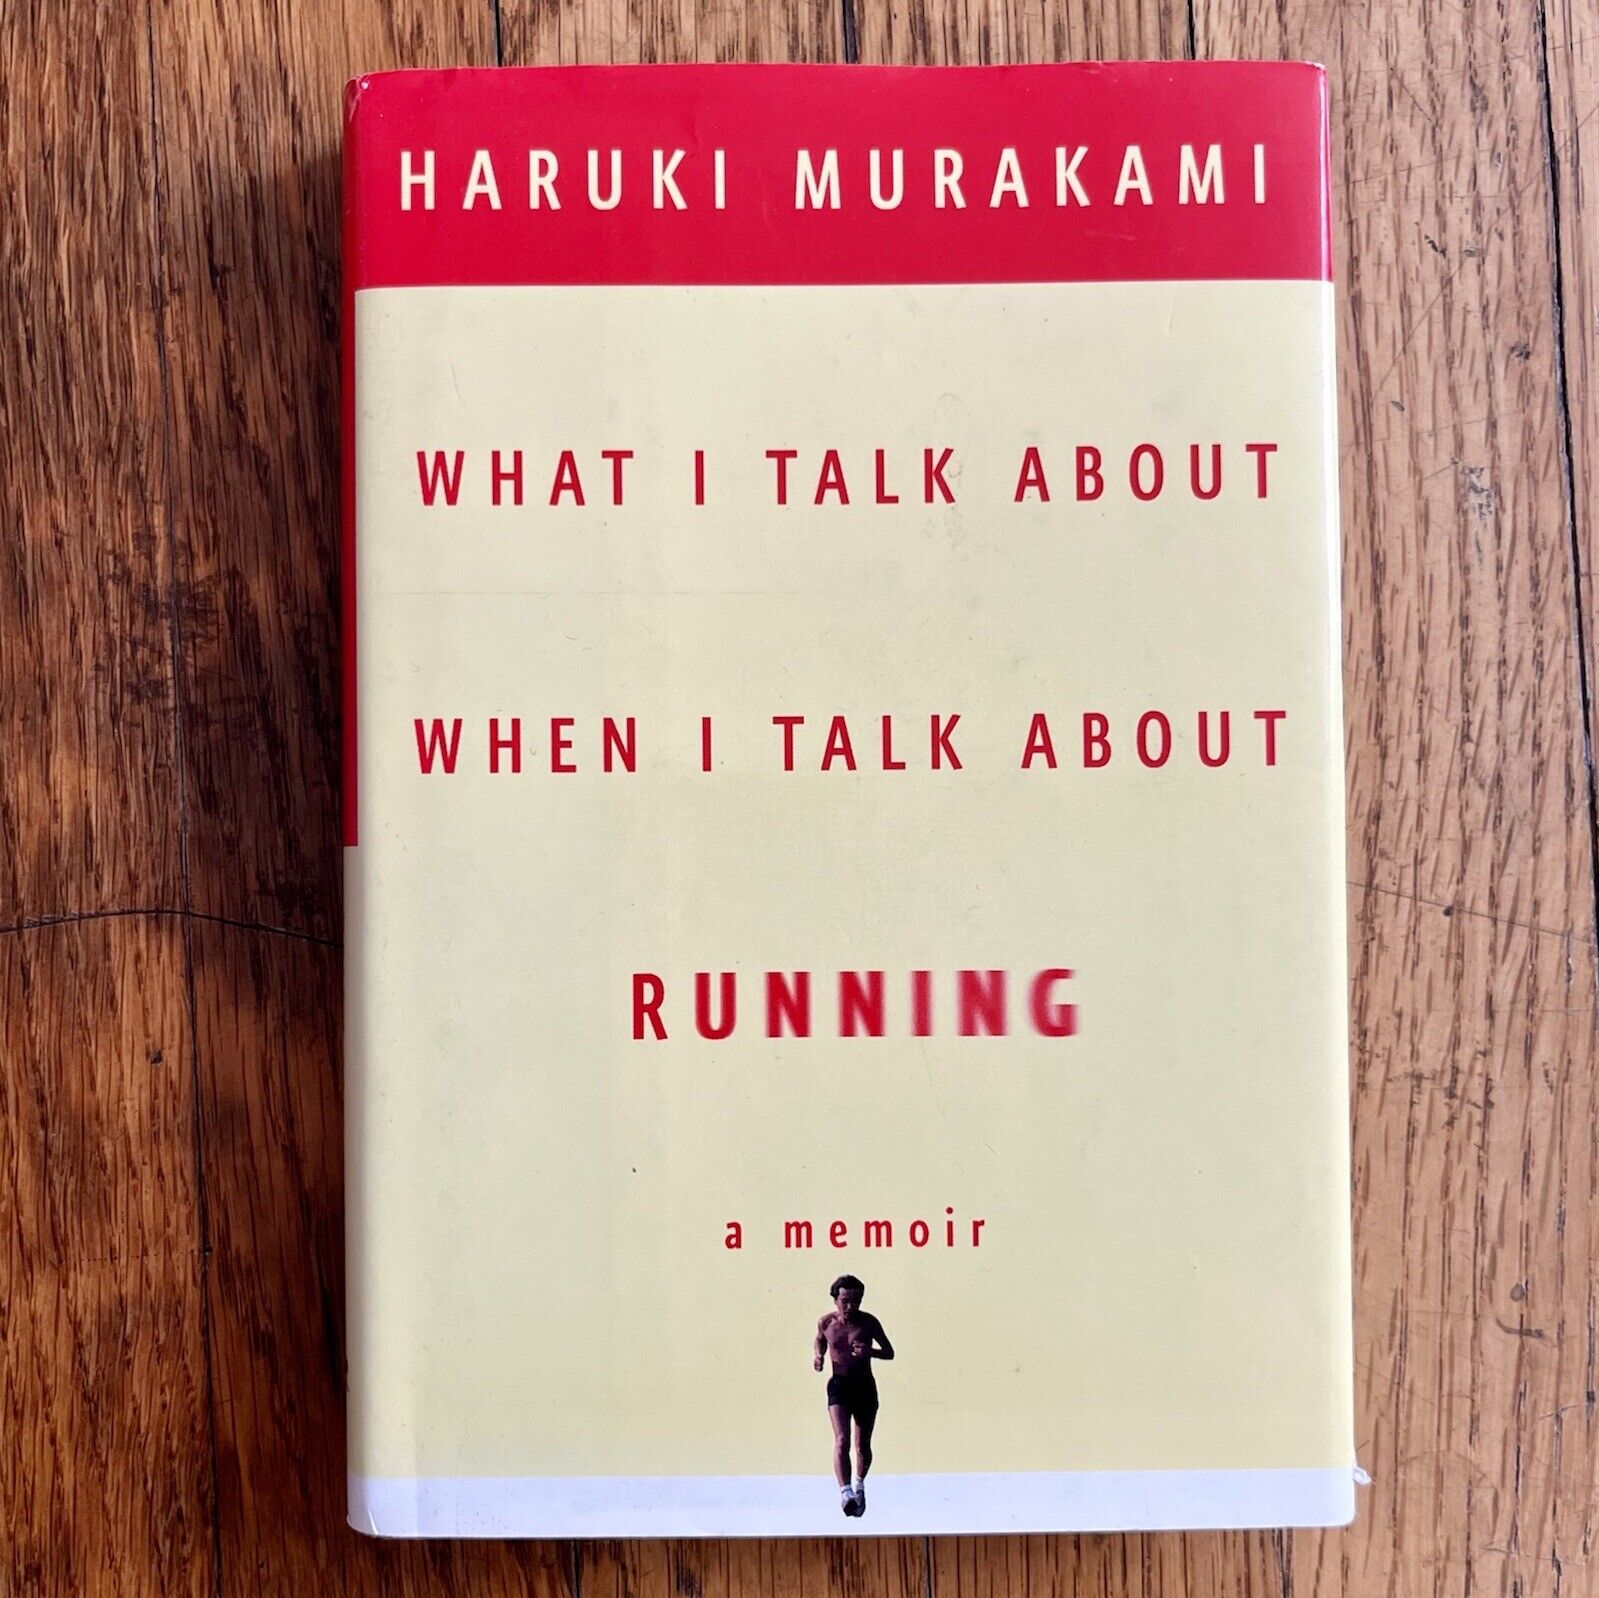 HARUKI MURAKAMI
WHAT I TALK ABOUT
WHEN I TALK ABOUT
RUNNING
a memoir